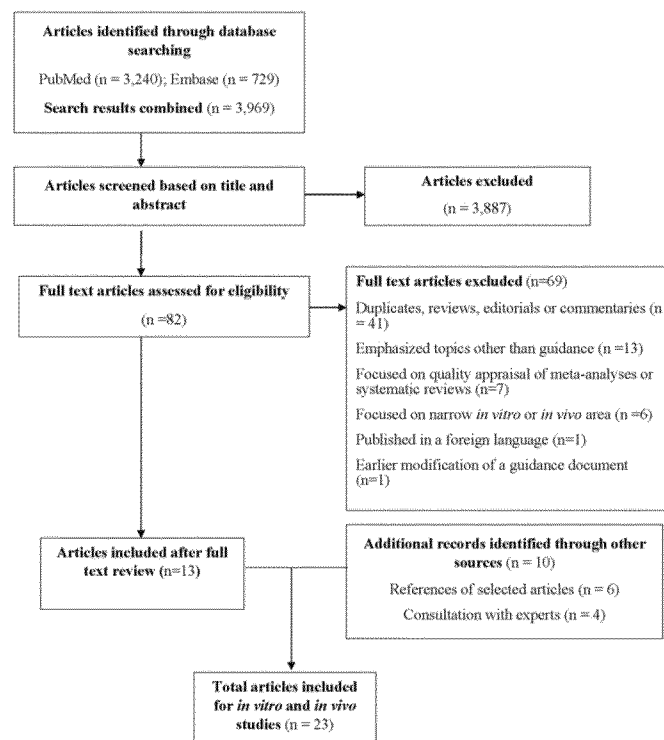 Articles identified through database
searching
PubMed (n = 3,240); Embase (n = 729)
Search results combined (n = 3,969)
Articles screened based on title and
abstract
Articles excluded
(n = 3,887)
Full text articles assessed for eligibility
(n =82)
Full text articles excluded (n=69)
Duplicates, reviews, editorials or commentaries (n
= 41)
Emphasized topics other than guidance (n =13)
Focused on quality appraisal of meta-analyses or
systematic reviews (n=7)
Focused on narrow in vitro or in vivo area (n =6)
Published in a foreign language (n=1)
Earlier modification of a guidance document
(n=1)
Articles included after full
text review (n=13)
Additional records identified through other
sources (n = 10)
References of selected articles (n = 6)
Consultation with experts (n = 4)
Total articles included
for in vitro and in vivo
studies (n = 23)